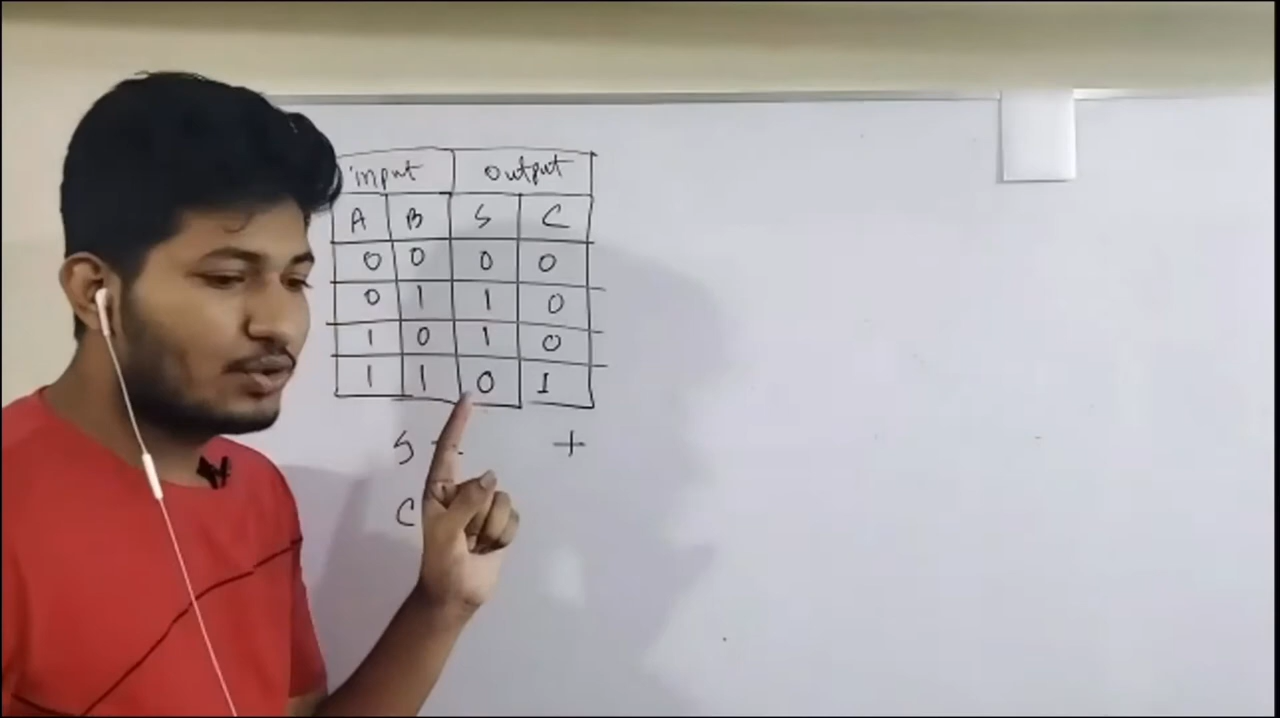 input output
A B S C
0 0 0 0
0 1 1 0
1 0 1 0
1 1 0 1
S +
C